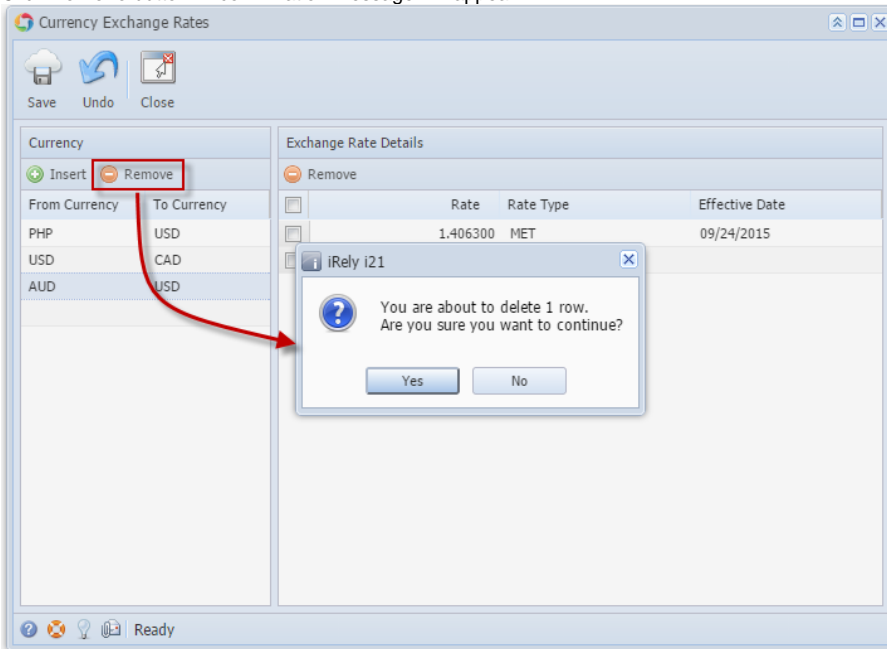 Currency Exchange Rates
Save Undo Close
Currency
Exchange Rate Details
Insert Remove
Remove
From Currency To Currency
Rate Rate Type Effective Date
PHP USD
1.406300 MET 09/24/2015
USD CAD
AUD USD
iRely i21
You are about to delete 1 row.
Are you sure you want to continue?
Yes No
Ready